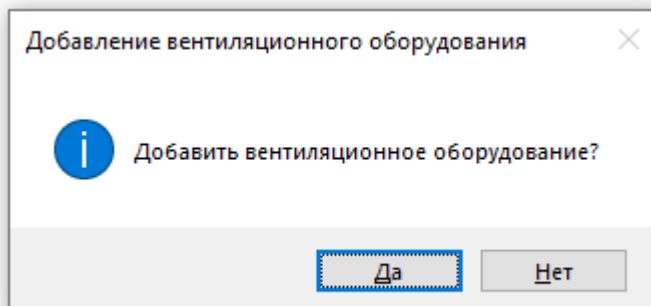 Добавление вентиляционного оборудования
Добавить вентиляционное оборудование?
Да
Нет